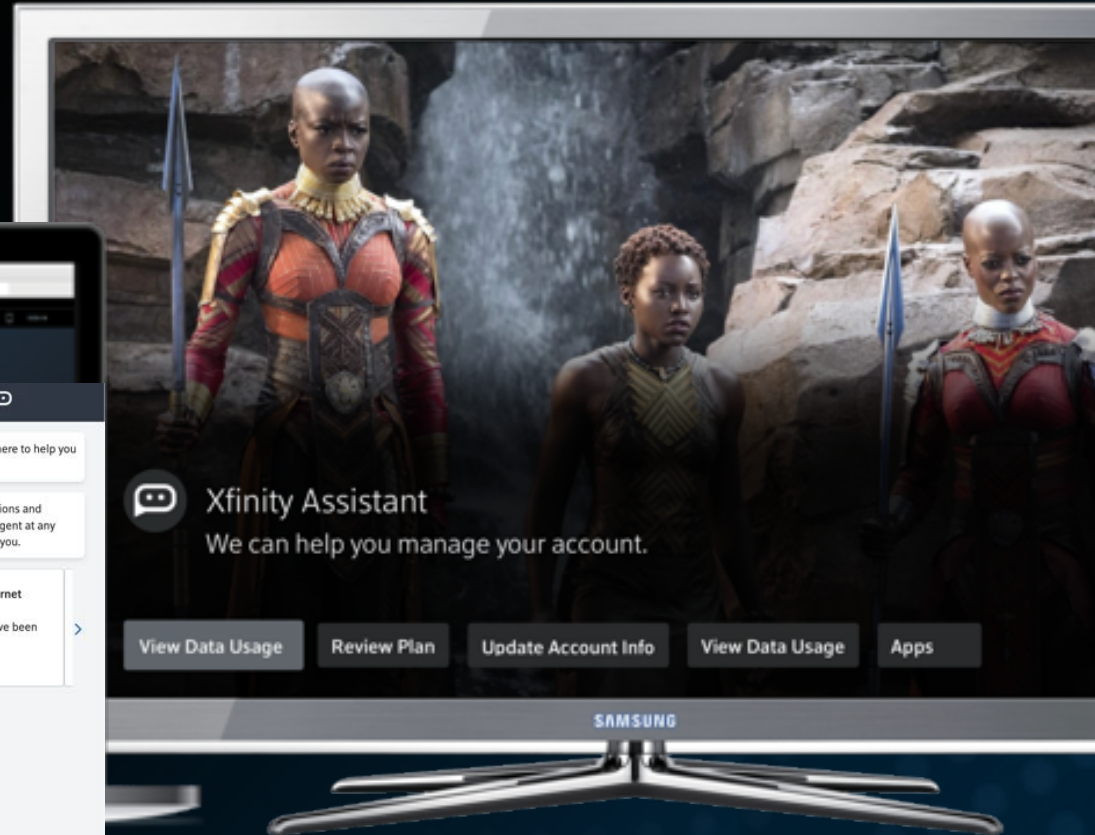 here to help you
ions and
gent at any
you.
rnet
ve been
Xfinity Assistant
We can help you manage your account.
View Data Usage
Review Plan
Update Account Info
View Data Usage
Apps
SAMSUNG